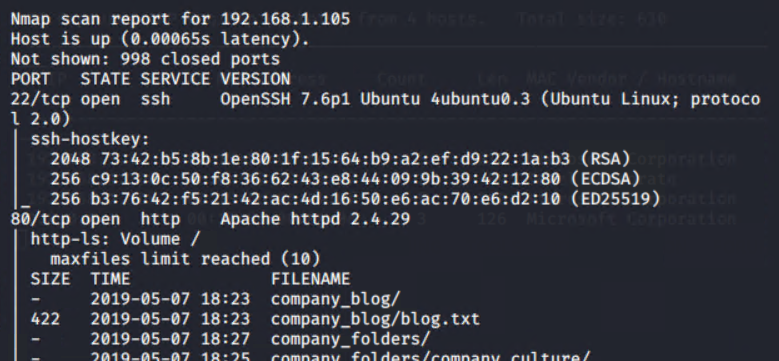 Nmap scan report for 192.168.1.105
Host is up (0.00065s latency).
Not shown: 998 closed ports
PORT   STATE SERVICE VERSION
22/tcp open  ssh     OpenSSH 7.6p1 Ubuntu 4ubuntu0.3 (Ubuntu Linux; protoco
l 2.0)
| ssh-hostkey:
|   2048 73:42:b5:8b:1e:80:1f:15:64:b9:a2:ef:d9:22:1a:b3 (RSA)
|   256 c9:13:0c:50:f8:36:62:43:e8:44:09:9b:39:42:12:80 (ECDSA)
|_  256 b3:76:42:f5:21:42:ac:4d:16:50:e6:ac:70:e6:d2:10 (ED25519)
80/tcp open  http    Apache httpd 2.4.29
| http-ls: Volume /
|   maxfiles limit reached (10)
| SIZE  TIME              FILENAME
| -     2019-05-07 18:23  company_blog/
| 422   2019-05-07 18:23  company_blog/blog.txt
| -     2019-05-07 18:27  company_folders/
| -     2019-05-07 18:25  company_folders/company_culture/